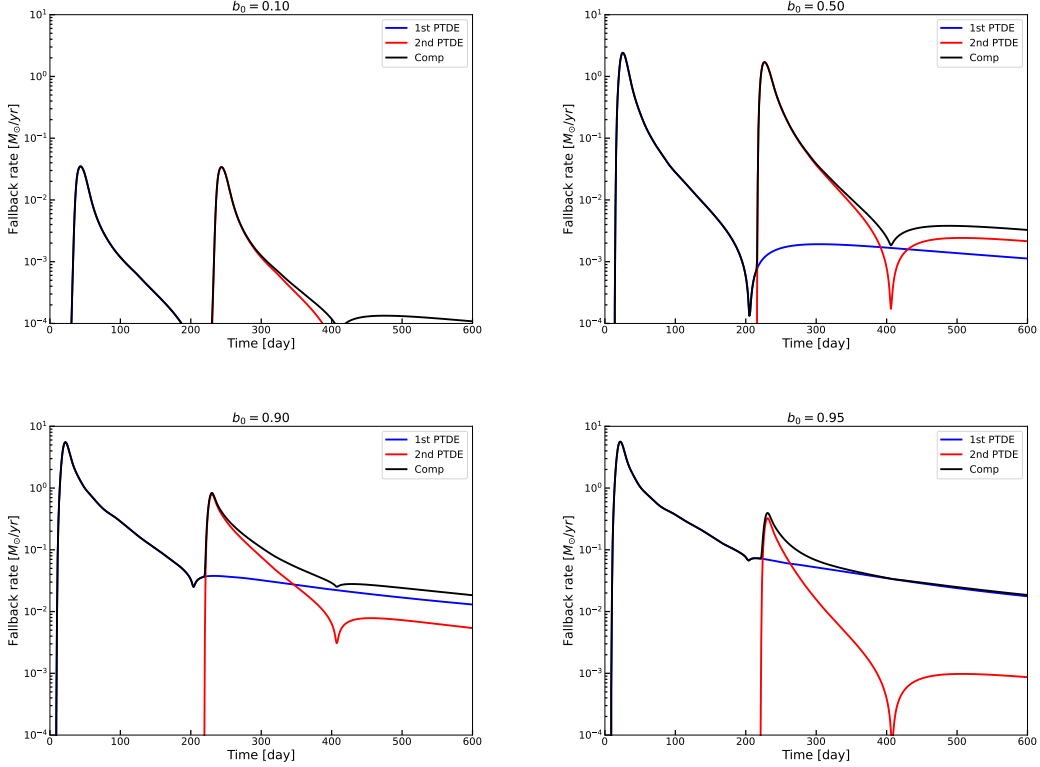 b₀ = 0.10
10¹
10⁰
10⁻¹
10⁻²
10⁻³
10⁻⁴
Fallback rate [M⊙/yr]
1st PTDE
2nd PTDE
Comp
0 100 200 300 400 500 600
Time [day]
b₀ = 0.50
10¹
10⁰
10⁻¹
10⁻²
10⁻³
10⁻⁴
Fallback rate [M⊙/yr]
1st PTDE
2nd PTDE
Comp
0 100 200 300 400 500 600
Time [day]
b₀ = 0.90
10¹
10⁰
10⁻¹
10⁻²
10⁻³
10⁻⁴
Fallback rate [M⊙/yr]
1st PTDE
2nd PTDE
Comp
0 100 200 300 400 500 600
Time [day]
b₀ = 0.95
10¹
10⁰
10⁻¹
10⁻²
10⁻³
10⁻⁴
Fallback rate [M⊙/yr]
1st PTDE
2nd PTDE
Comp
0 100 200 300 400 500 600
Time [day]